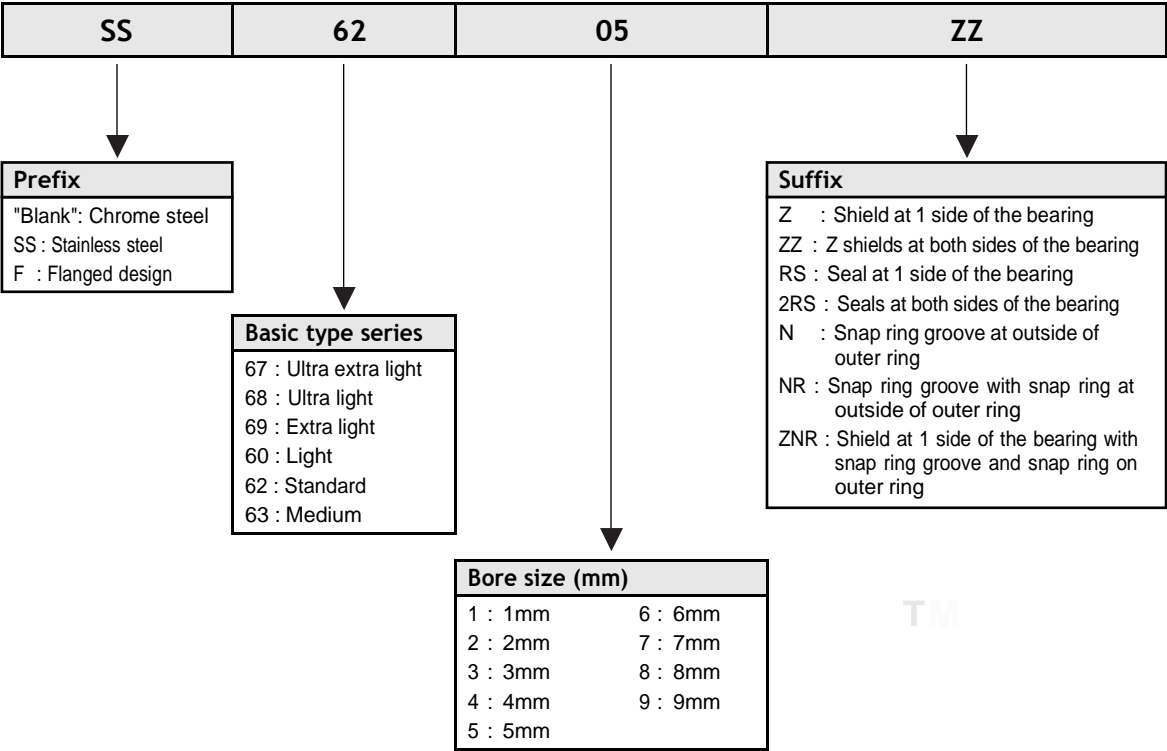 SS 62 05 ZZ
Prefix
"Blank": Chrome steel
SS : Stainless steel
F : Flanged design
Basic type series
67 : Ultra extra light
68 : Ultra light
69 : Extra light
60 : Light
62 : Standard
63 : Medium
Bore size (mm)
1 : 1mm 6 : 6mm
2 : 2mm 7 : 7mm
3 : 3mm 8 : 8mm
4 : 4mm 9 : 9mm
5 : 5mm
Suffix
Z : Shield at 1 side of the bearing
ZZ : Z shields at both sides of the bearing
RS : Seal at 1 side of the bearing
2RS : Seals at both sides of the bearing
N : Snap ring groove at outside of
outer ring
NR : Snap ring groove with snap ring at
outside of outer ring
ZNR : Shield at 1 side of the bearing with
snap ring groove and snap ring on
outer ring
TM